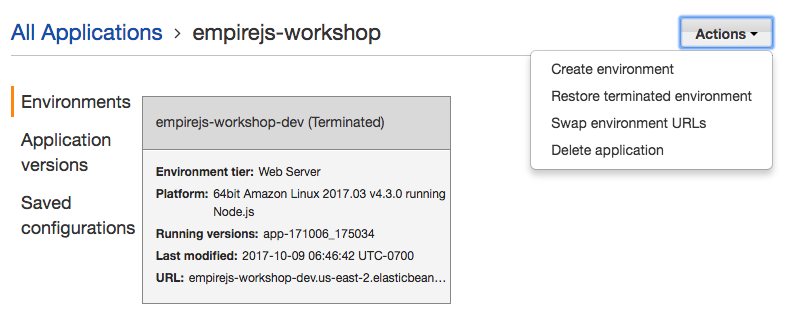 All Applications › empirejs-workshop
Actions
Create environment
Restore terminated environment
Swap environment URLs
Delete application
Environments
Application
versions
Saved
configurations
empirejs-workshop-dev (Terminated)
Environment tier: Web Server
Platform: 64bit Amazon Linux 2017.03 v4.3.0 running
Node.js
Running versions: app-171006_175034
Last modified: 2017-10-09 06:46:42 UTC-0700
URL: empirejs-workshop-dev.us-east-2.elasticbean…